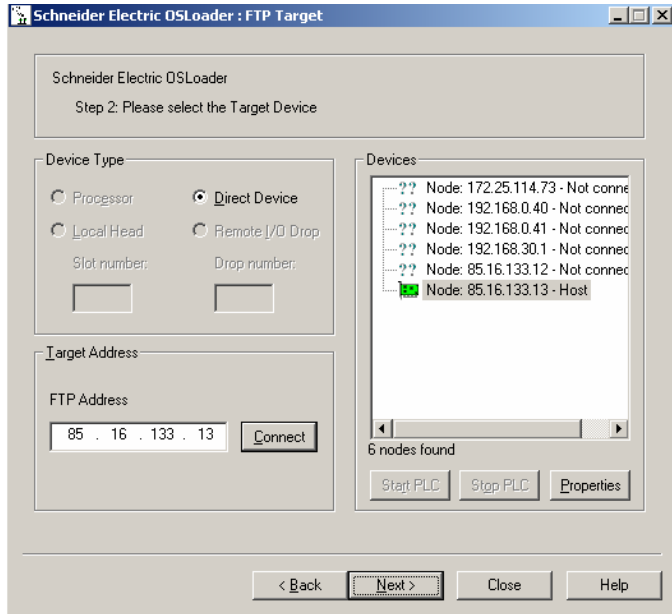 Schneider Electric OSLoader : FTP Target
Schneider Electric OSLoader
Step 2: Please select the Target Device
Device Type
Processor
Direct Device
Local Head
Remote I/O Drop
Slot number:
Drop number:
Target Address
FTP Address
85 . 16 . 133 . 13
Connect
Devices
?? Node: 172.25.114.73 - Not conne
?? Node: 192.168.0.40 - Not connec
?? Node: 192.168.0.41 - Not connec
?? Node: 192.168.30.1 - Not connec
?? Node: 85.16.133.12 - Not connec
Node: 85.16.133.13 - Host
6 nodes found
Start PLC
Stop PLC
Properties
< Back
Next >
Close
Help